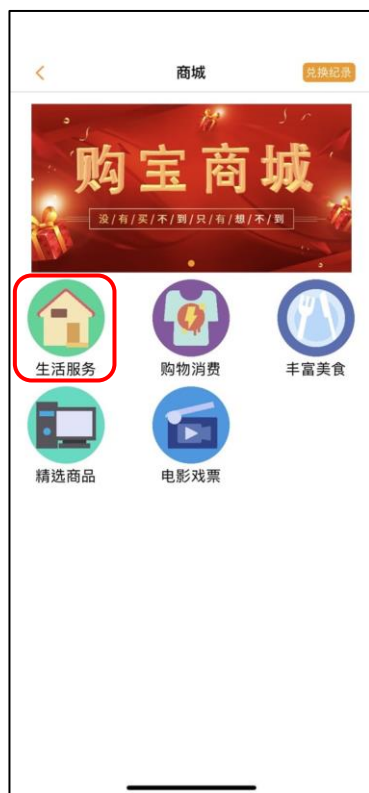 商城
兑换纪录
购宝商城
没/有/买/不/到/只/有/想/不/到
生活服务
购物消费
丰富美食
精选商品
电影戏票